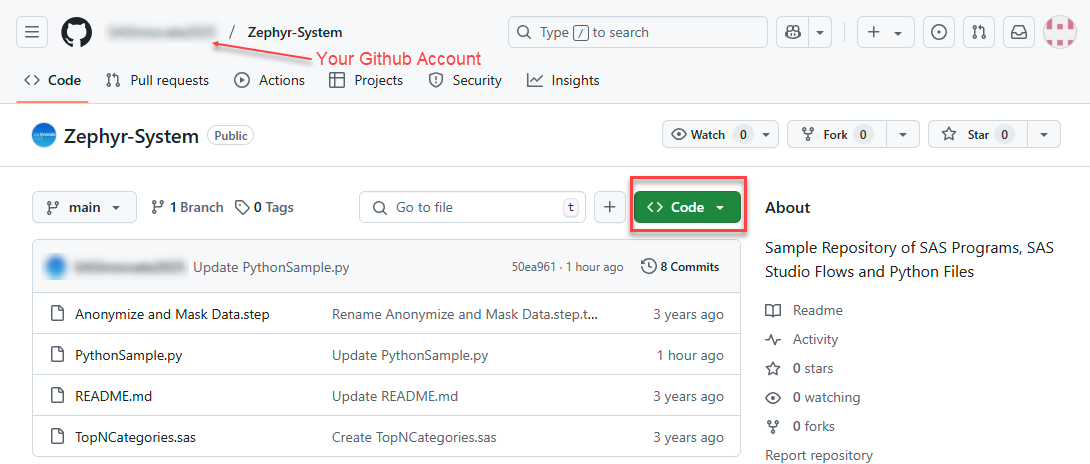 / Zephyr-System
Type / to search
Your Github Account
Code Pull requests Actions Projects Security Insights
Zephyr-System Public
Watch 0 Fork 0 Star 0
main 1 Branch 0 Tags Go to file t Code
About
Sample Repository of SAS Programs, SAS
Studio Flows and Python Files
Update PythonSample.py 50ea961 · 1 hour ago 8 Commits
Anonymize and Mask Data.step Rename Anonymize and Mask Data.step.t... 3 years ago
PythonSample.py Update PythonSample.py 1 hour ago
README.md Update README.md 3 years ago
TopNCategories.sas Create TopNCategories.sas 3 years ago
Readme
Activity
0 stars
0 watching
0 forks
Report repository